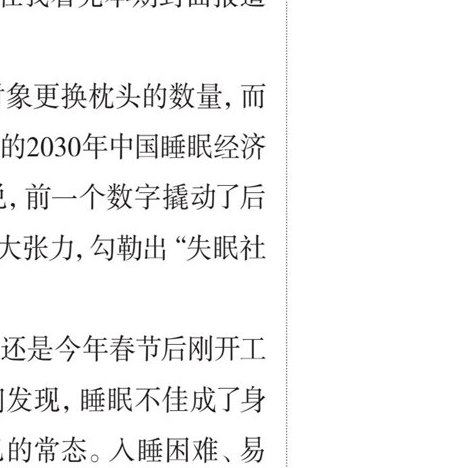 象更换枕头的数量，而
的2030年中国睡眠经济
，前一个数字撬动了后
大张力，勾勒出“失眠社
还是今年春节后刚开工
发现，睡眠不佳成了身
的常态。入睡困难、易